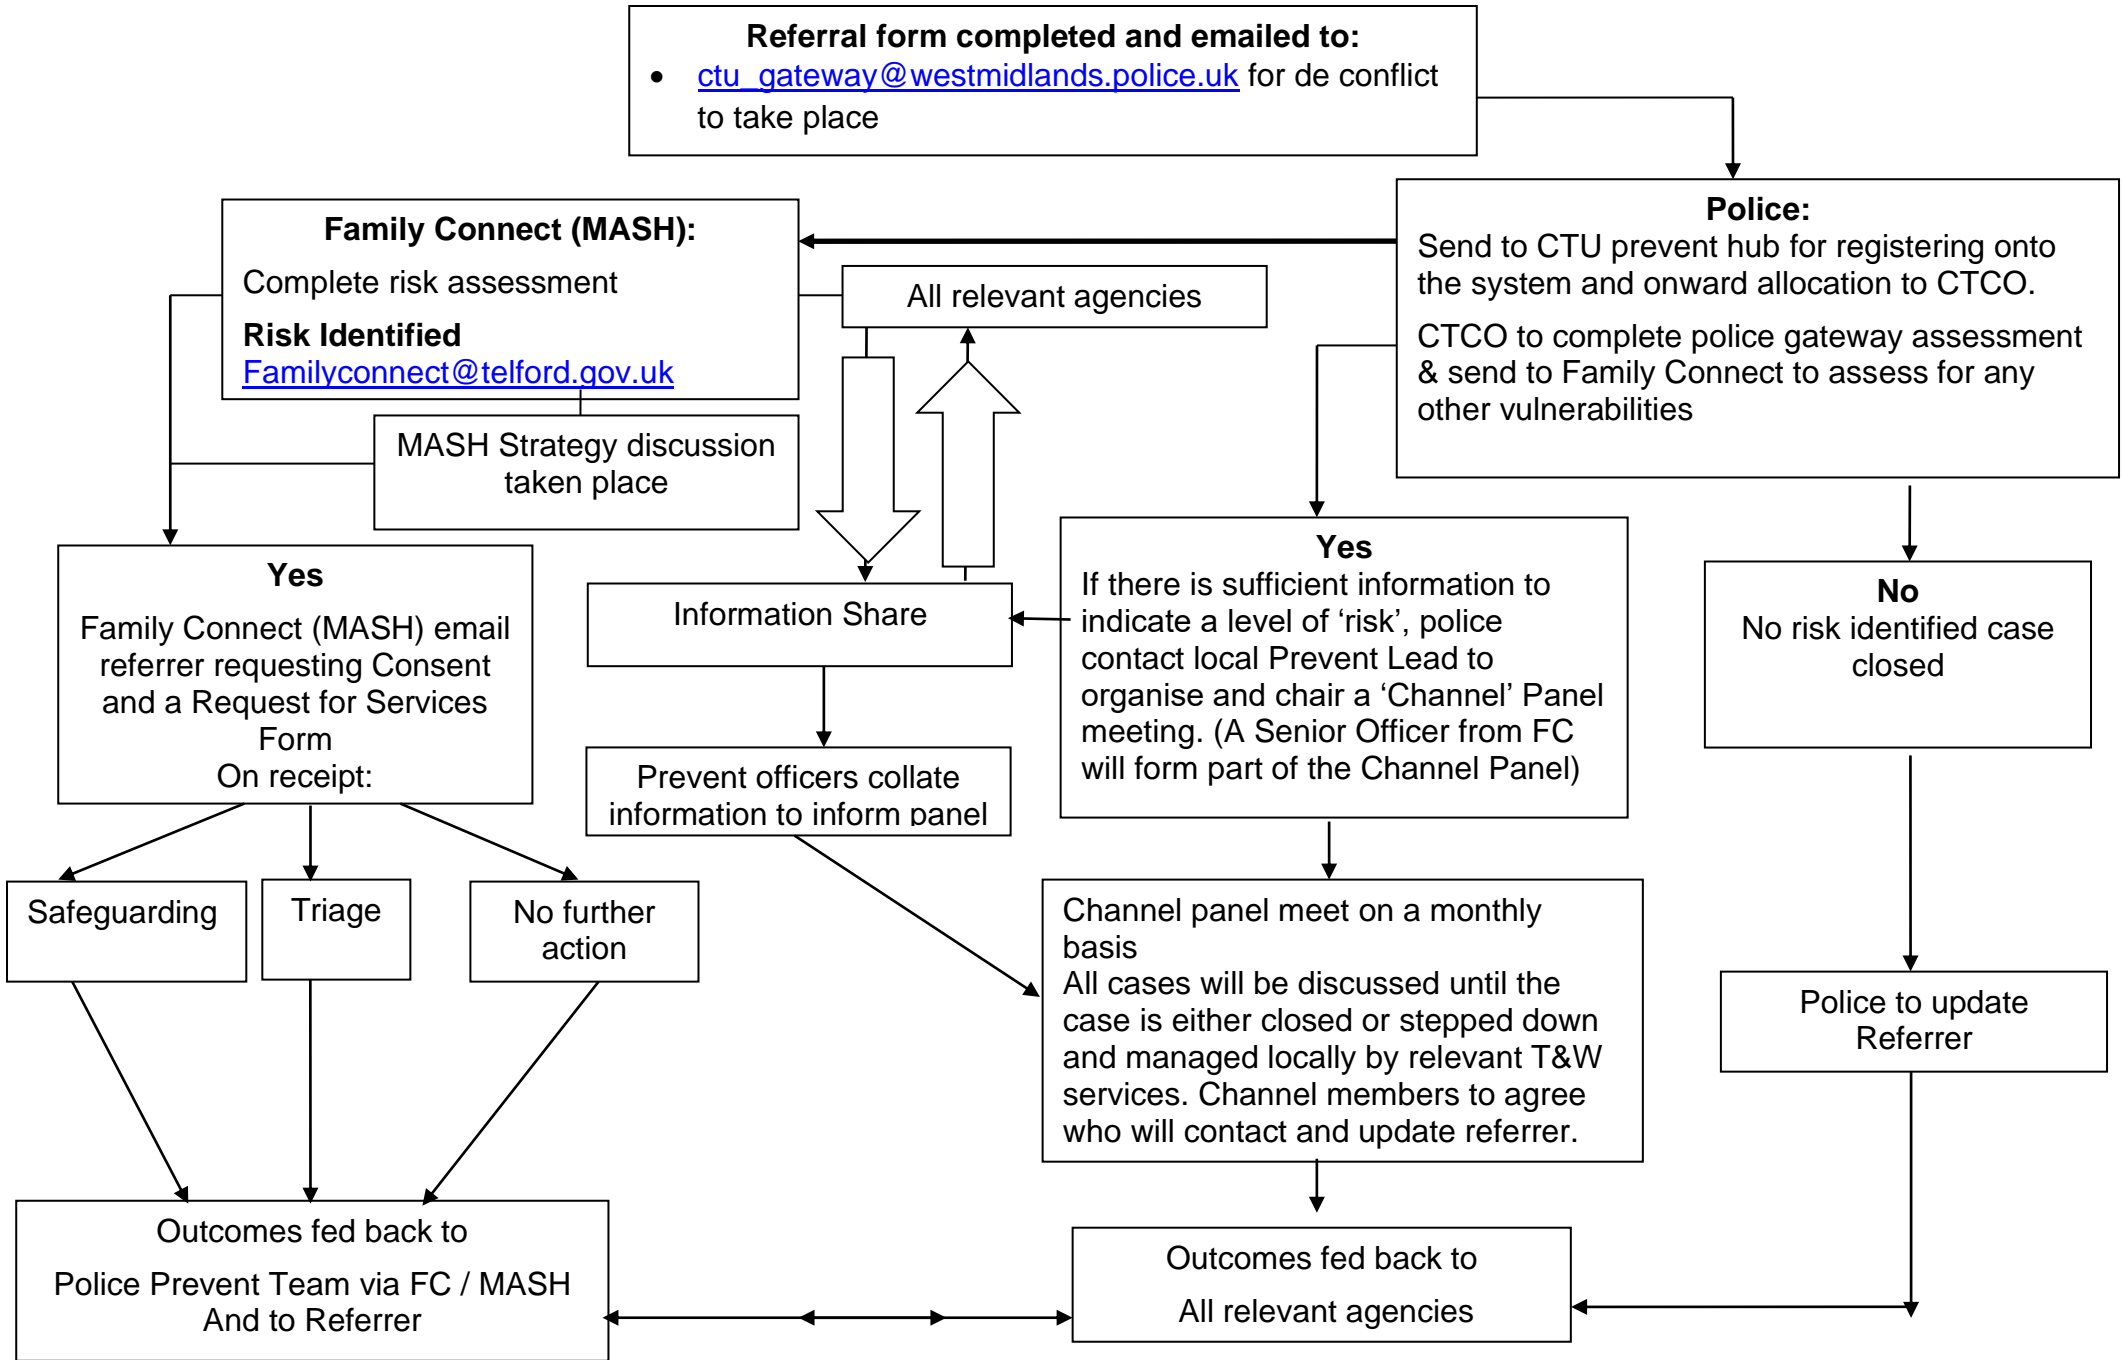 Referral form completed and emailed to:
• ctu_gateway@westmidlands.police.uk for de conflict
to take place
Police:
Send to CTU prevent hub for registering onto
the system and onward allocation to CTCO.
CTCO to complete police gateway assessment
& send to Family Connect to assess for any
other vulnerabilities
Family Connect (MASH):
Complete risk assessment
Risk Identified
Familyconnect@telford.gov.uk
All relevant agencies
MASH Strategy discussion
taken place
Yes
Family Connect (MASH) email
referrer requesting Consent
and a Request for Services
Form
On receipt:
Information Share
Yes
If there is sufficient information to
indicate a level of ‘risk’, police
contact local Prevent Lead to
organise and chair a ‘Channel’ Panel
meeting. (A Senior Officer from FC
will form part of the Channel Panel)
No
No risk identified case
closed
Prevent officers collate
information to inform panel
Safeguarding
Triage
No further
action
Channel panel meet on a monthly
basis
All cases will be discussed until the
case is either closed or stepped down
and managed locally by relevant T&W
services. Channel members to agree
who will contact and update referrer.
Police to update
Referrer
Outcomes fed back to
Police Prevent Team via FC / MASH
And to Referrer
Outcomes fed back to
All relevant agencies